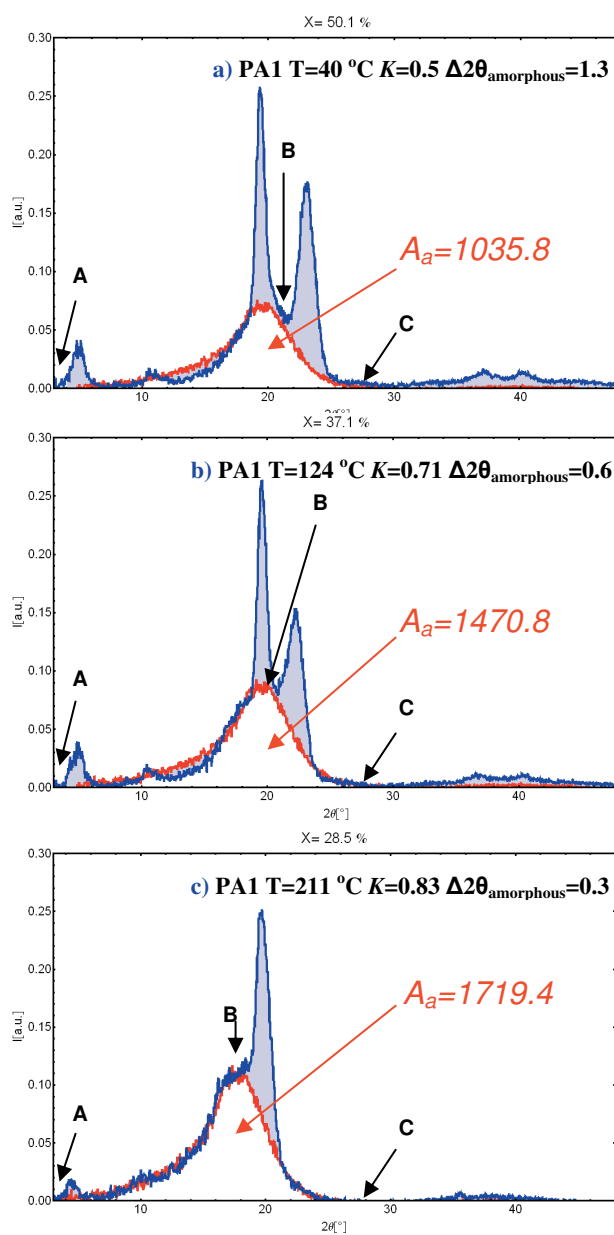 X= 50.1 %
a) PA1 T=40 °C K=0.5 Δ2θamorphous=1.3
0.30
0.25
B
0.20
I[a.u.]
0.15
Aa=1035.8
A
0.10
C
0.05
0.00
10 20 30 40
X= 37.1 %
b) PA1 T=124 °C K=0.71 Δ2θamorphous=0.6
0.30
B
0.25
0.20
I[a.u.]
0.15
Aa=1470.8
A
0.10
C
0.05
0.00
10 20 30 40
2θ[°]
X= 28.5 %
c) PA1 T=211 °C K=0.83 Δ2θamorphous=0.3
0.30
0.25
0.20
I[a.u.]
Aa=1719.4
B
0.15
0.10
A
C
0.05
0.00
10 20 30 40
2θ[°]